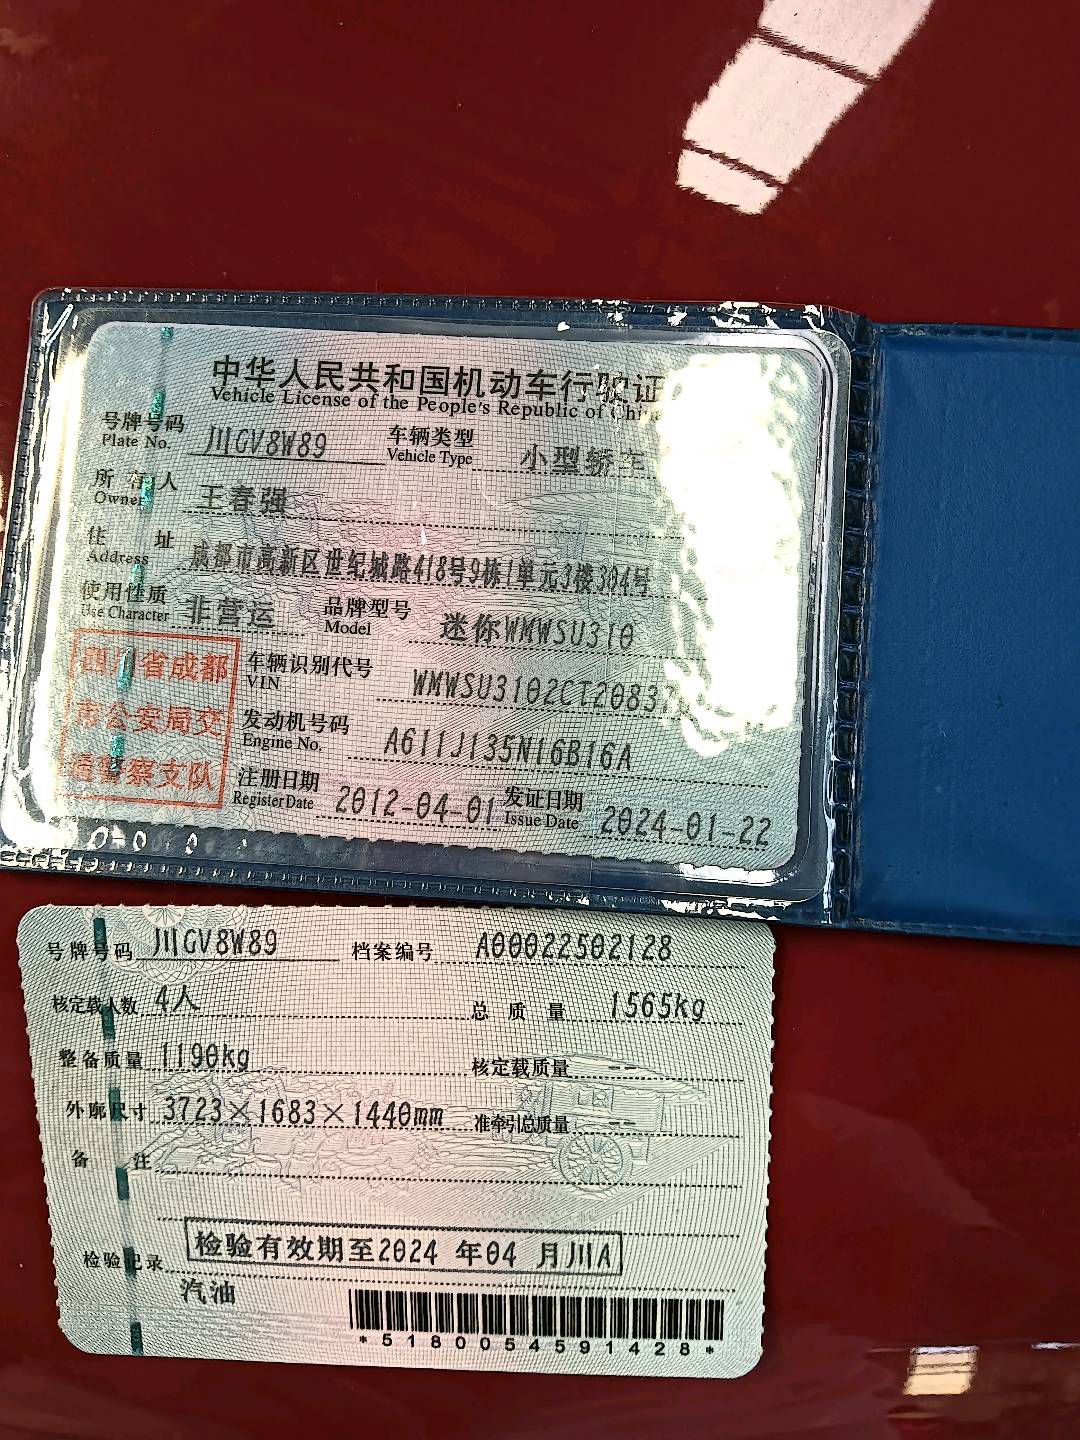 中华人民共和国机动车行驶证
Vehicle License of the People's Republic of China
号牌号码 川GV8W89 车辆类型 小型轿车
Plate No. Vehicle Type
所有人 王春强
Owner
住址 成都市高新区世纪城路418号9栋1单元3楼304号
Address
使用性质 非营运 品牌型号 迷你WMWSU310
Use Character Model
四川省成都
市公安局交
通警察支队
车辆识别代号 WMWSU3102CT20837
VIN
发动机号码 A611J135N16B16A
Engine No.
注册日期 2012-04-01 发证日期 2024-01-22
Register Date Issue Date
号牌号码 川GV8W89 档案编号 A00022502128
核定载人数 4人 总质量 1565kg
整备质量 1190kg 核定载质量 --
外廓尺寸 3723×1683×1440mm 准牵引总质量 --
备注
检验记录 检验有效期至2024 年04 月川A
汽油
*5180054591428*